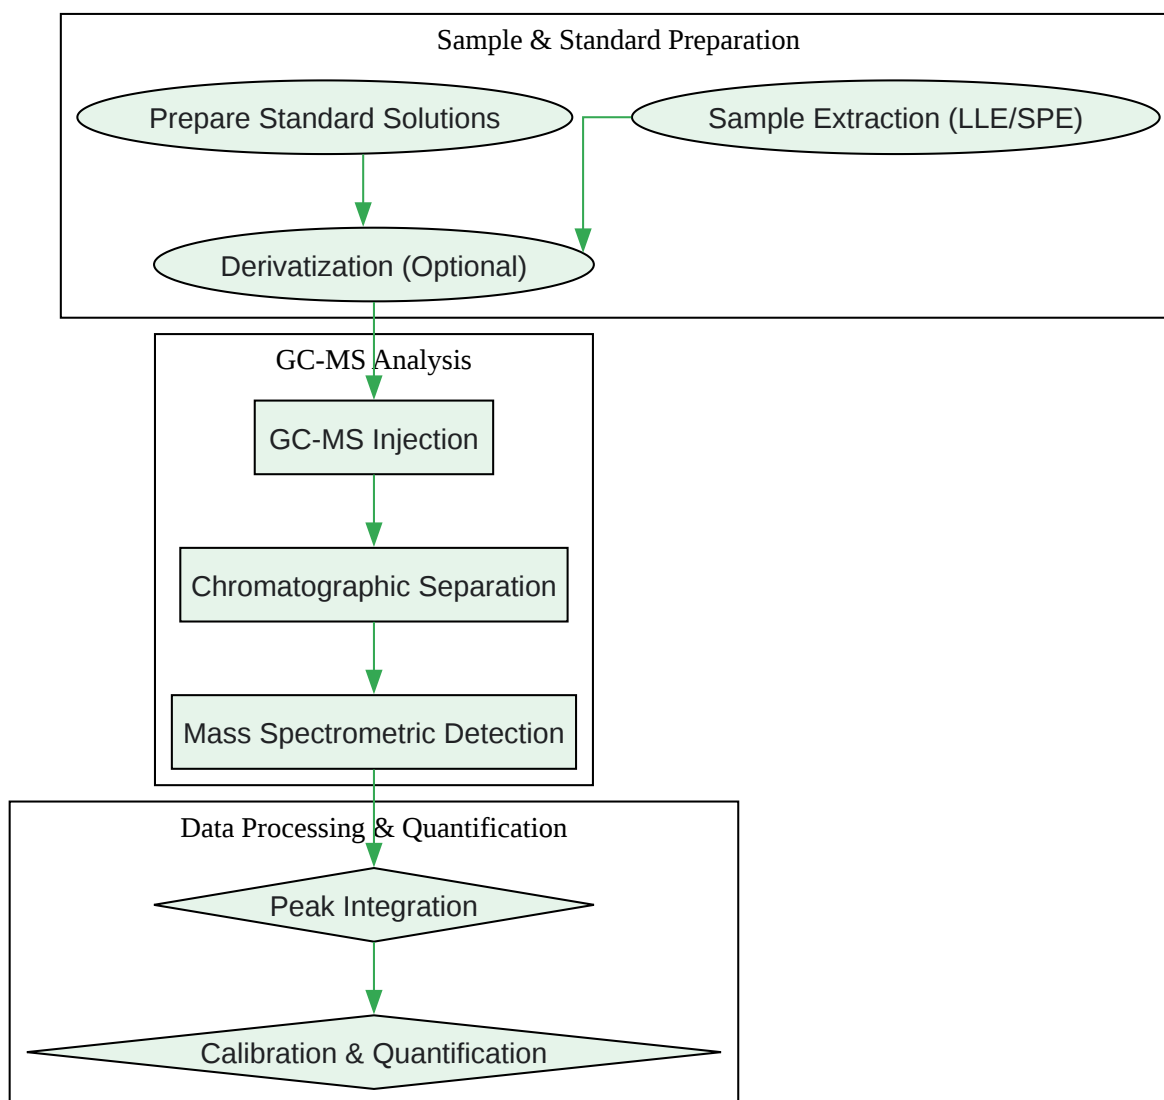 Sample & Standard Preparation
Prepare Standard Solutions
Sample Extraction (LLE/SPE)
Derivatization (Optional)
GC-MS Analysis
GC-MS Injection
Chromatographic Separation
Mass Spectrometric Detection
Data Processing & Quantification
Peak Integration
Calibration & Quantification